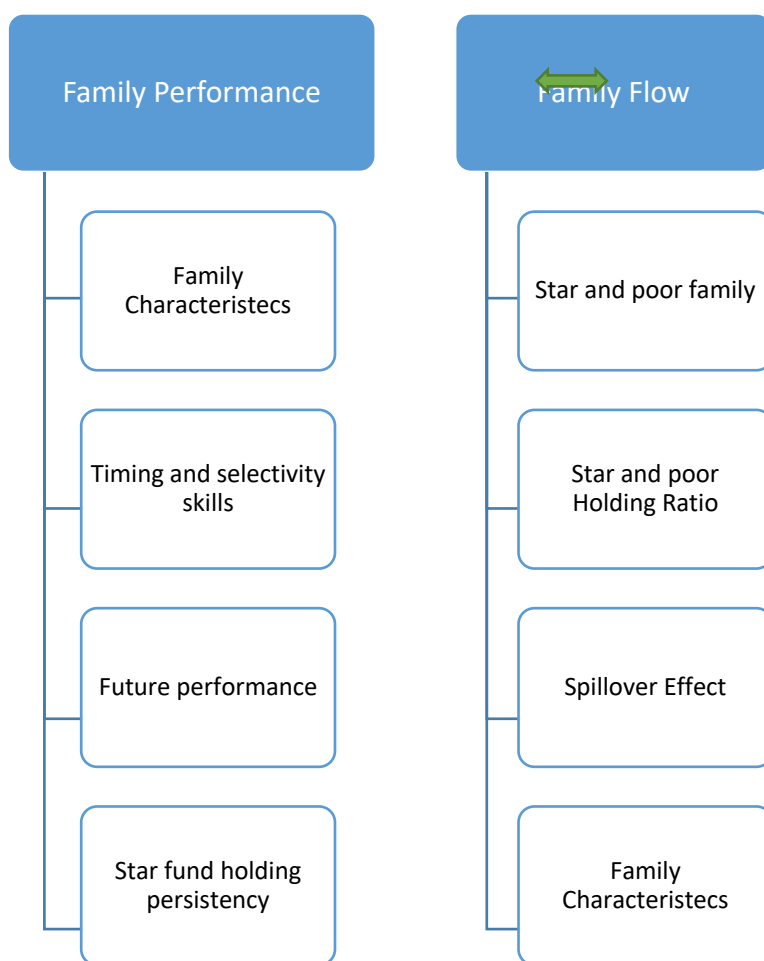 Family Performance
Family
Characteristecs
Timing and selectivity
skills
Future performance
Star fund holding
persistency
Family Flow
Star and poor family
Star and poor
Holding Ratio
Spillover Effect
Family
Characteristecs